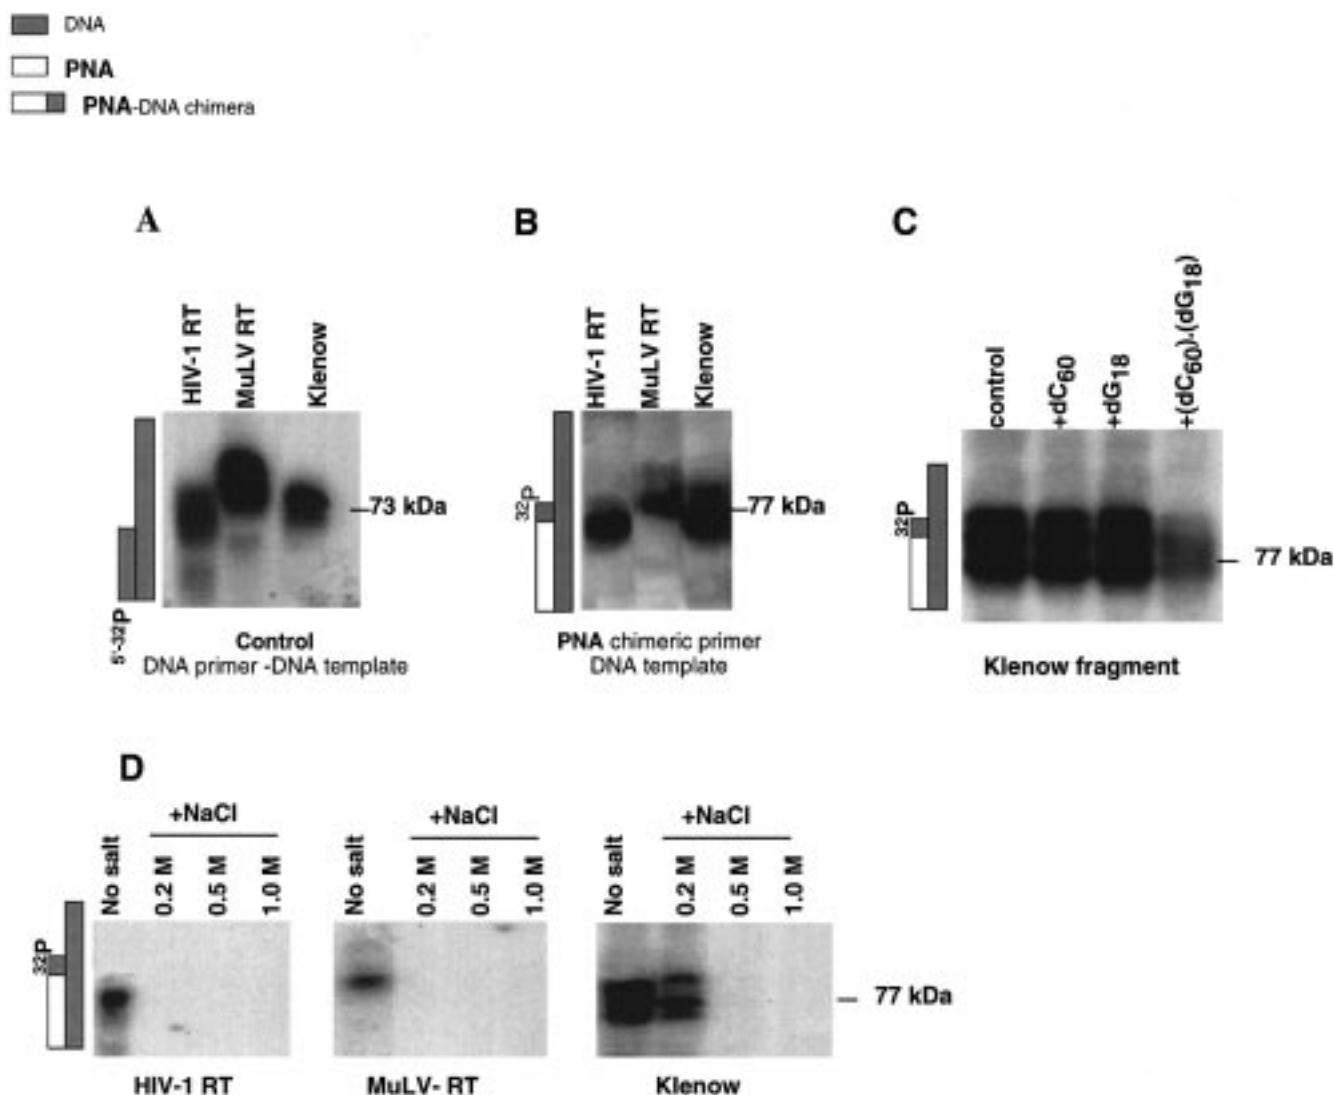 DNA
PNA
PNA-DNA chimera
A
B
C
HIV-1 RT
MuLV RT
Klenow
5'-32P
73 kDa
Control
DNA primer -DNA template
HIV-1 RT
MuLV RT
Klenow
32P
77 kDa
PNA chimeric primer
DNA template
control
+dC60
+dG18
+(dC60).(dG18)
32P
77 kDa
Klenow fragment
D
No salt
+NaCl
0.2 M
0.5 M
1.0 M
32P
HIV-1 RT
No salt
+NaCl
0.2 M
0.5 M
1.0 M
MuLV- RT
No salt
+NaCl
0.2 M
0.5 M
1.0 M
77 kDa
Klenow